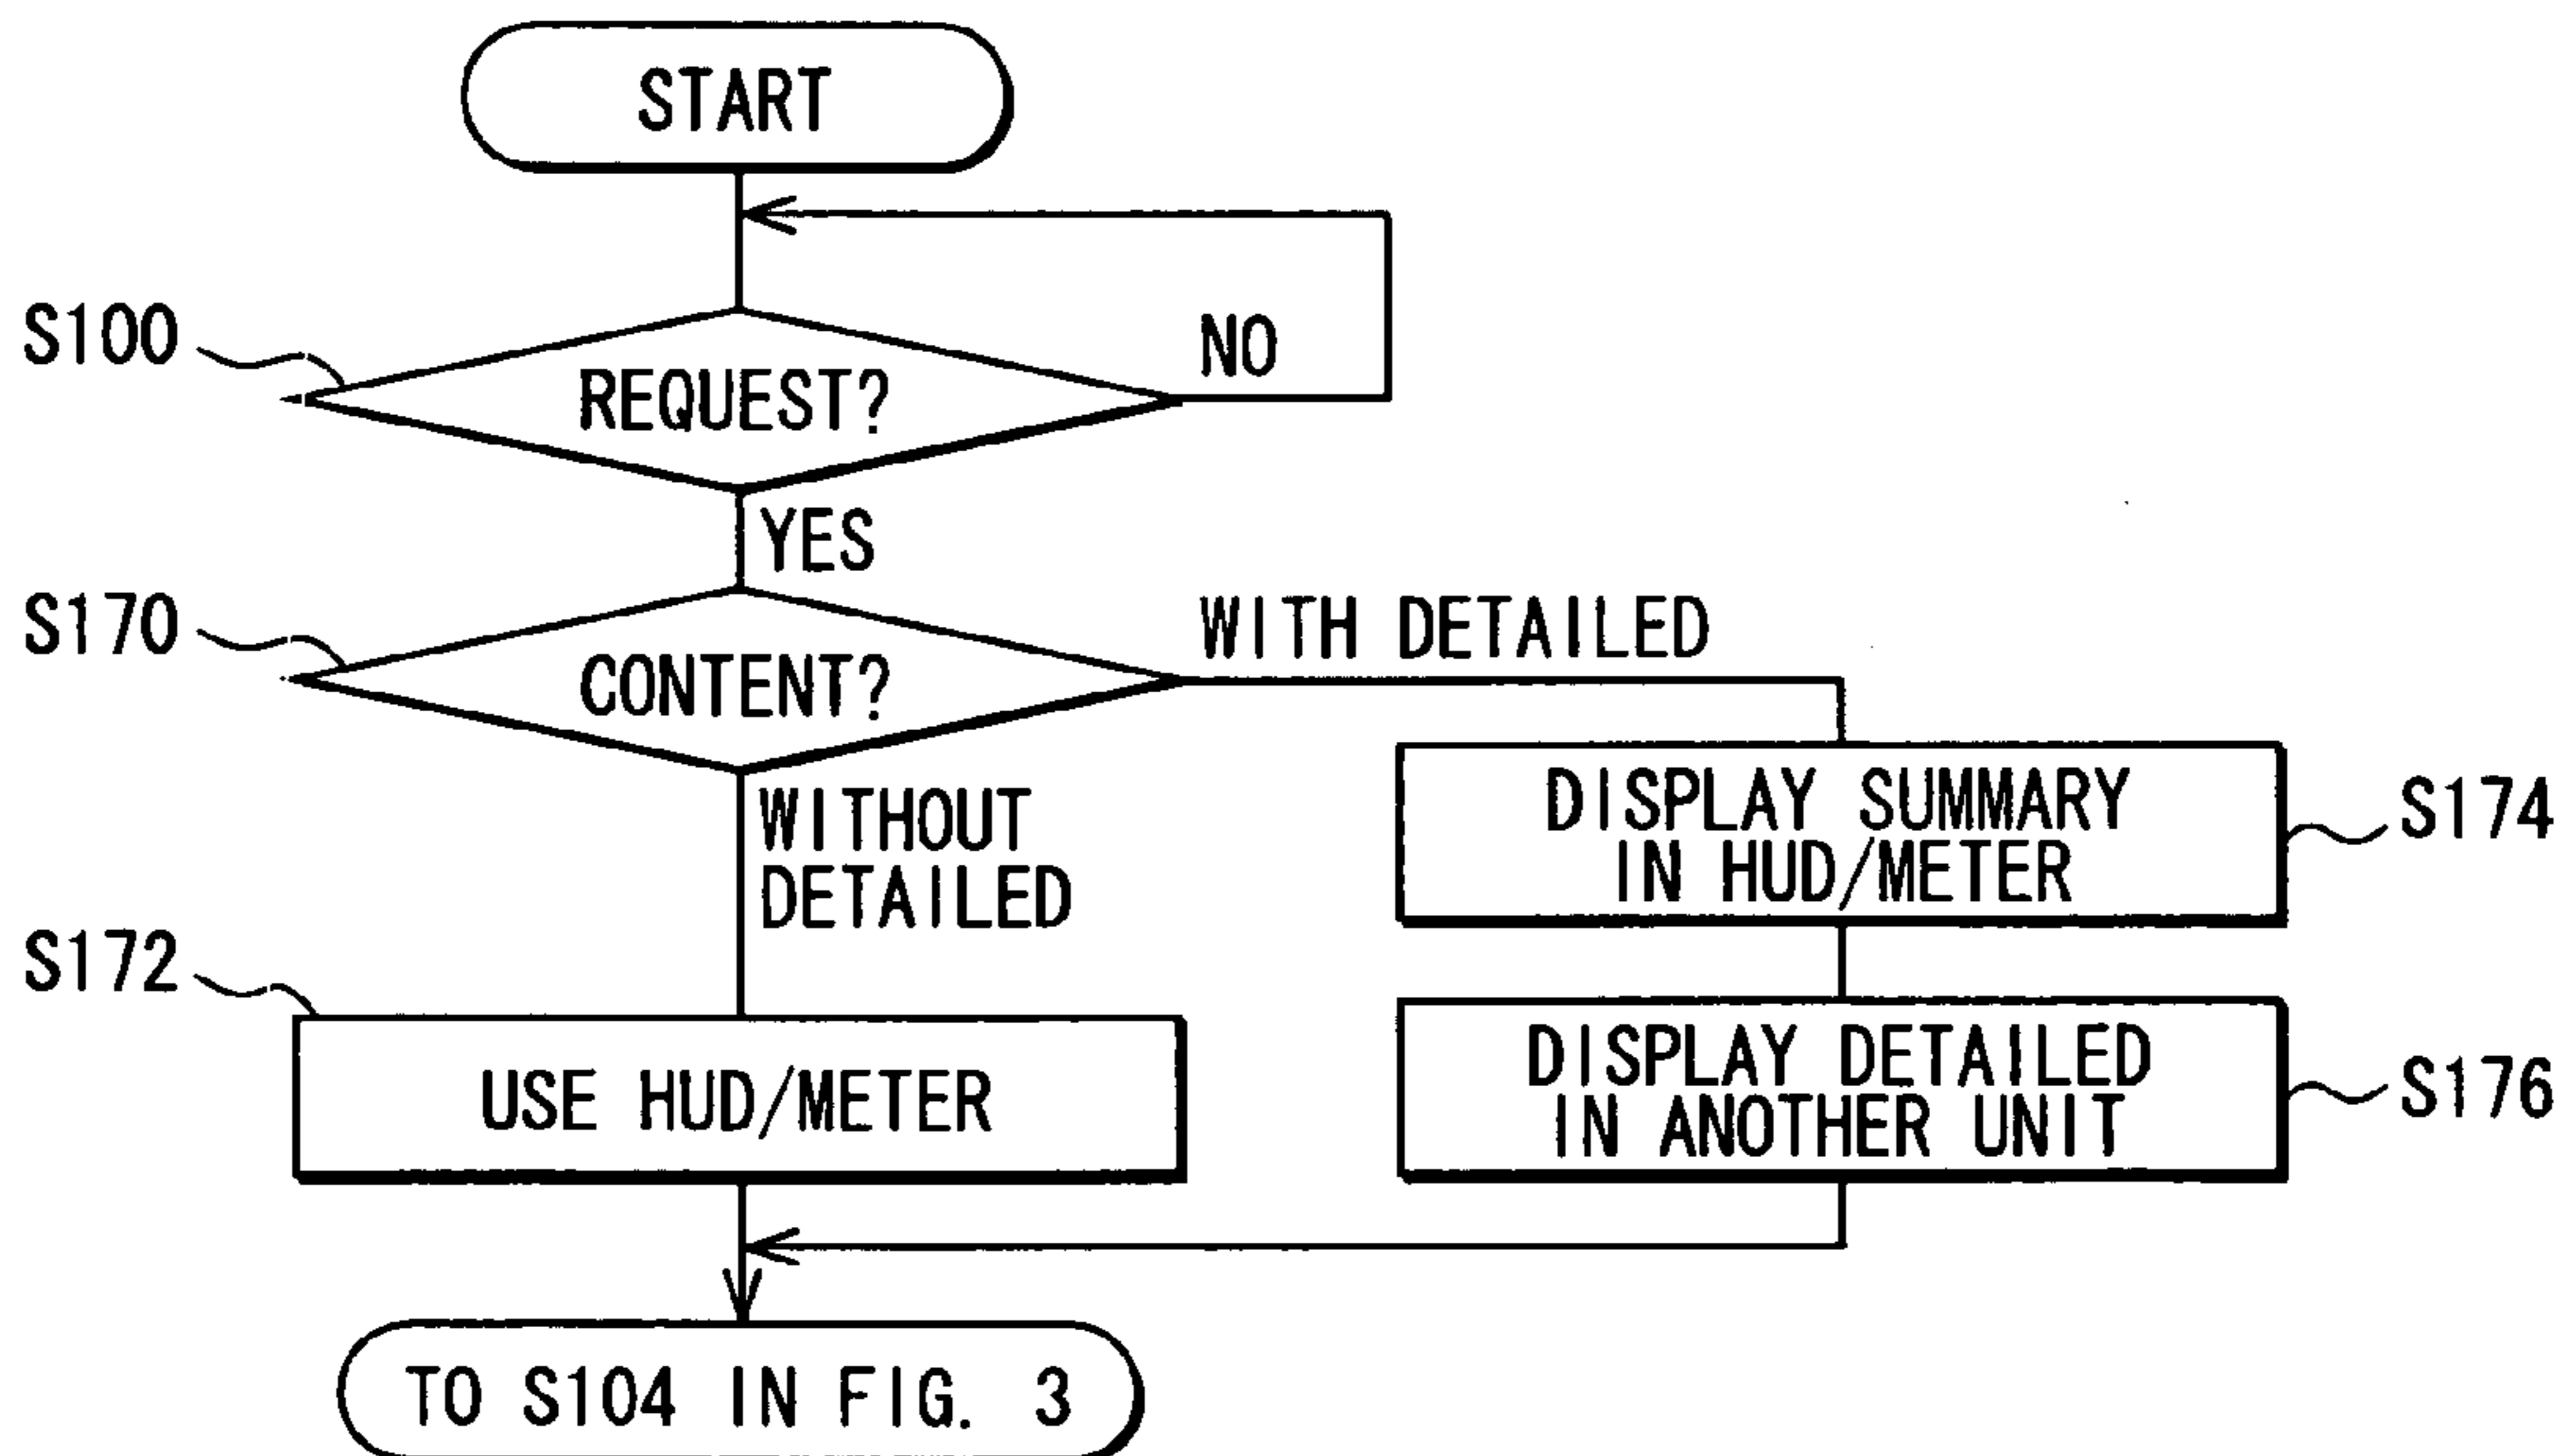 START
S100
REQUEST?
NO
YES
S170
CONTENT?
WITH DETAILED
WITHOUT
DETAILED
DISPLAY SUMMARY
IN HUD/METER
S174
S172
USE HUD/METER
DISPLAY DETAILED
IN ANOTHER UNIT
S176
TO S104 IN FIG. 3